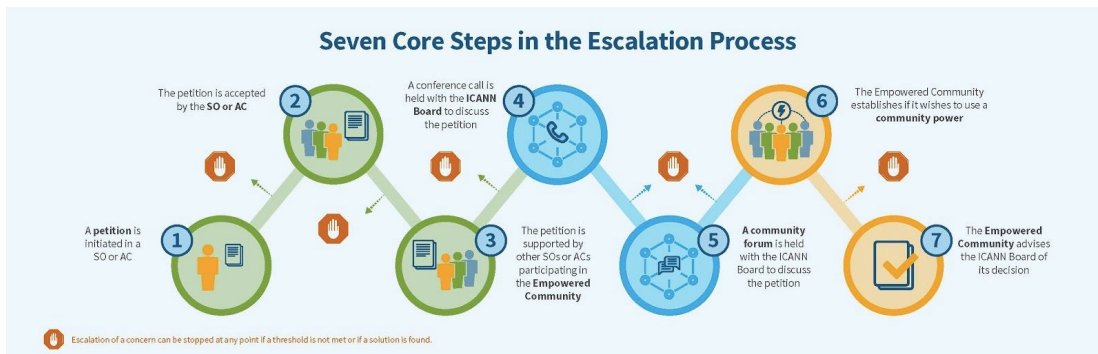 Seven Core Steps in the Escalation Process
1
A petition is
initiated in a
SO or AC
2
The petition is accepted
by the SO or AC
3
The petition is
supported by
other SOs or ACs
participating in
the Empowered
Community
4
A conference call is
held with the ICANN
Board to discuss
the petition
5
A community
forum is held
with the ICANN
Board to discuss
the petition
6
The Empowered Community
establishes if it wishes to use a
community power
7
The Empowered
Community advises
the ICANN Board of
its decision
Escalation of a concern can be stopped at any point if a threshold is not met or if a solution is found.